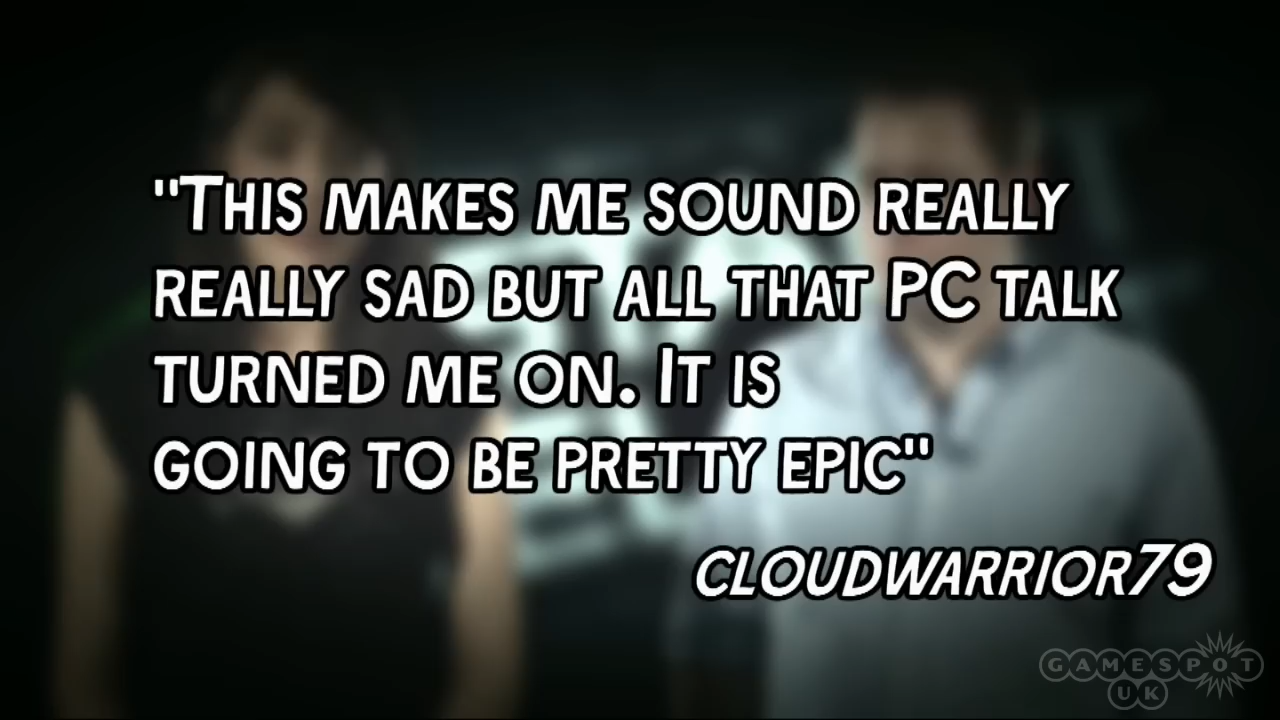 "This makes me sound really
really sad but all that PC talk
turned me on. It is
going to be pretty epic"
cloudwarrior79
GAMESPOT
UK